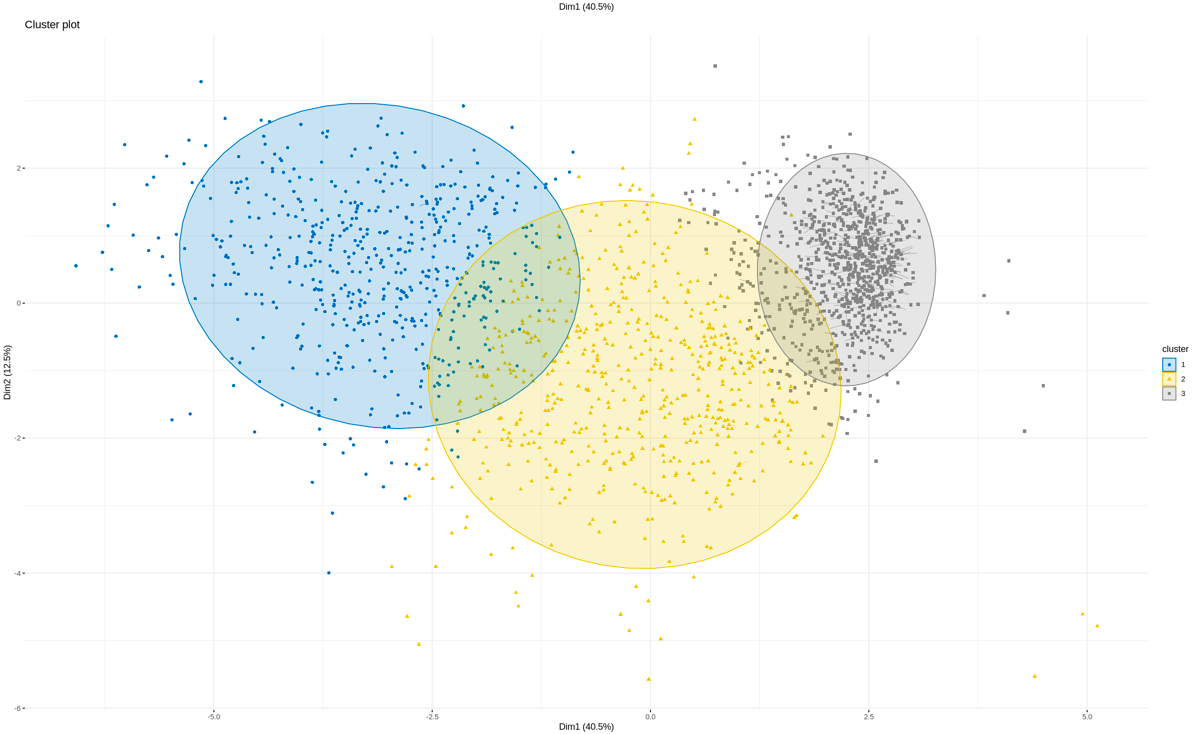 Dim1 (40.5%)
Cluster plot
2
0
-2
-4
-6
Dim2 (12.5%)
-5.0
-2.5
0.0
2.5
5.0
Dim1 (40.5%)
cluster
1
2
3